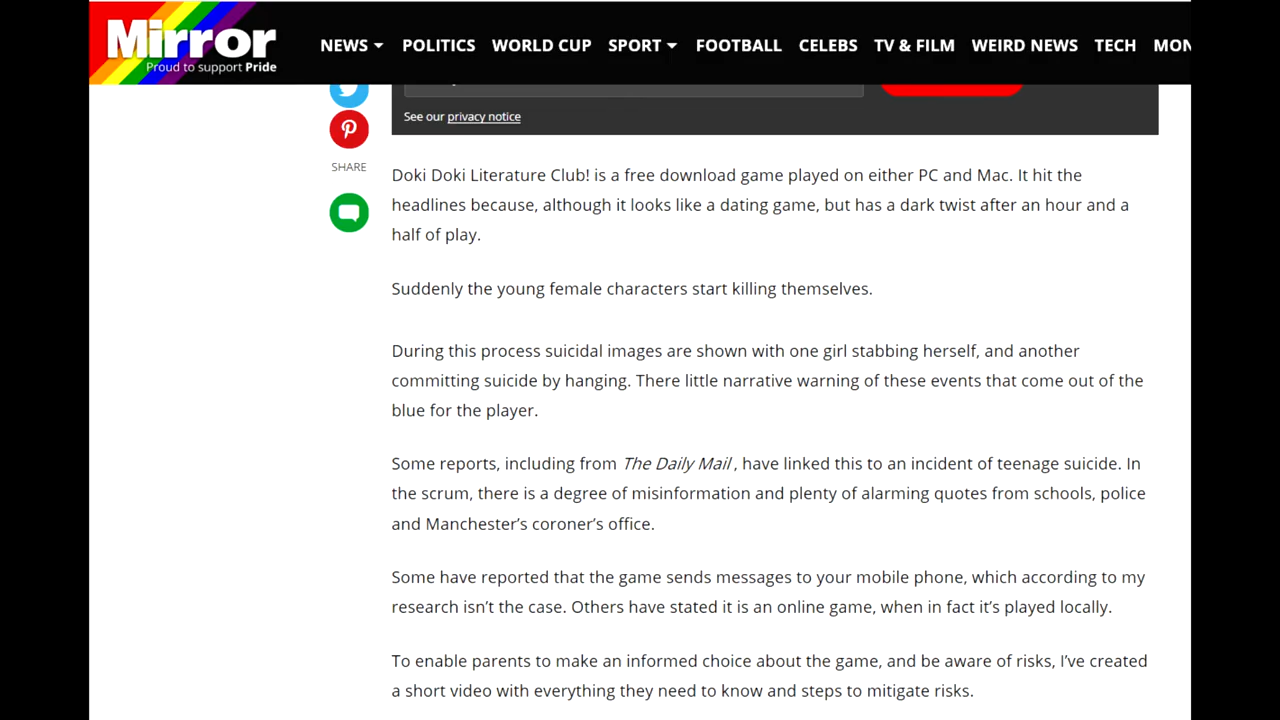 Mirror
Proud to support Pride
NEWS POLITICS WORLD CUP SPORT FOOTBALL CELEBS TV & FILM WEIRD NEWS TECH MON
See our privacy notice
SHARE
Doki Doki Literature Club! is a free download game played on either PC and Mac. It hit the
headlines because, although it looks like a dating game, but has a dark twist after an hour and a
half of play.
Suddenly the young female characters start killing themselves.
During this process suicidal images are shown with one girl stabbing herself, and another
committing suicide by hanging. There little narrative warning of these events that come out of the
blue for the player.
Some reports, including from The Daily Mail , have linked this to an incident of teenage suicide. In
the scrum, there is a degree of misinformation and plenty of alarming quotes from schools, police
and Manchester’s coroner’s office.
Some have reported that the game sends messages to your mobile phone, which according to my
research isn’t the case. Others have stated it is an online game, when in fact it’s played locally.
To enable parents to make an informed choice about the game, and be aware of risks, I’ve created
a short video with everything they need to know and steps to mitigate risks.